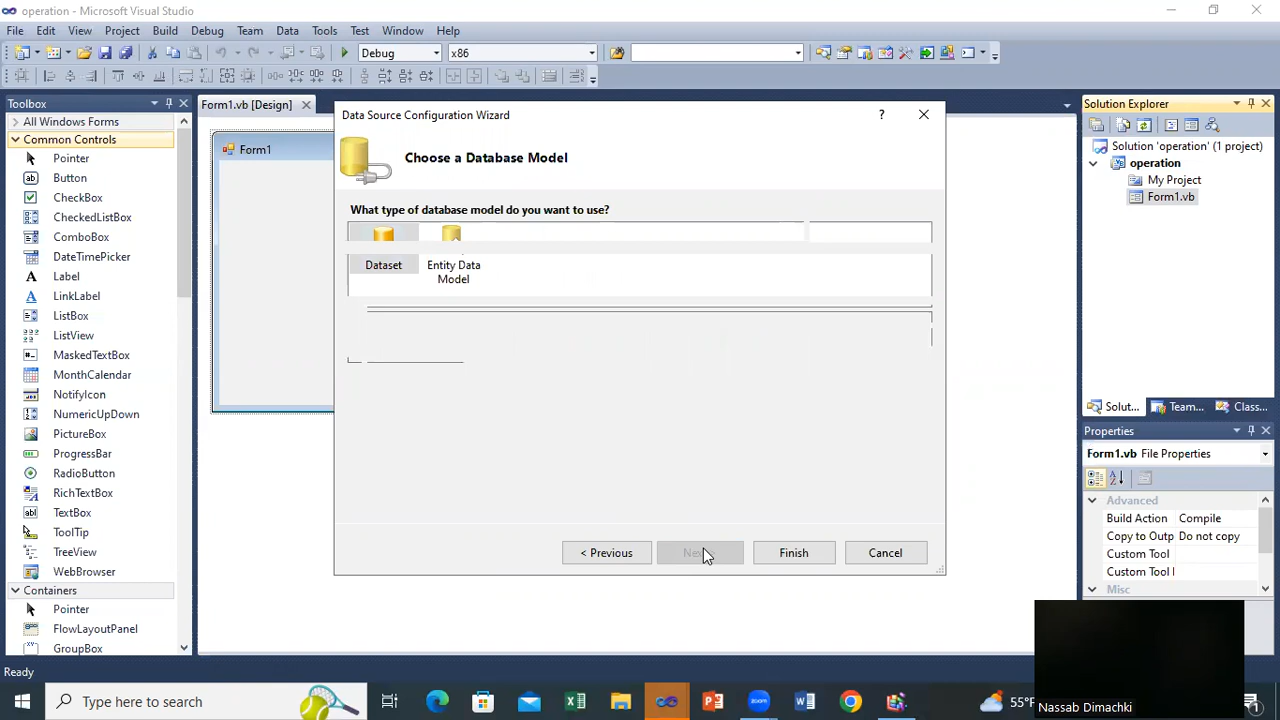 operation - Microsoft Visual Studio
File Edit View Project Build Debug Team Data Tools Test Window Help
Debug x86
Toolbox
All Windows Forms
Common Controls
Pointer
Button
CheckBox
CheckedListBox
ComboBox
DateTimePicker
A Label
A LinkLabel
ListBox
ListView
MaskedTextBox
MonthCalendar
NotifyIcon
NumericUpDown
PictureBox
ProgressBar
RadioButton
RichTextBox
TextBox
ToolTip
TreeView
WebBrowser
Containers
Pointer
FlowLayoutPanel
GroupBox
Form1.vb [Design]
Form1
Data Source Configuration Wizard ?
Choose a Database Model
What type of database model do you want to use?
Dataset
Entity Data
Model
< Previous
Finish
Cancel
Solution Explorer
Solution 'operation' (1 project)
operation
My Project
Form1.vb
Solut... Team... Class...
Properties
Form1.vb File Properties
Advanced
Build Action Compile
Copy to Outp Do not copy
Custom Tool
Custom Tool
Misc
Ready
Type here to search
zoom
55°F
Nassab Dimachki